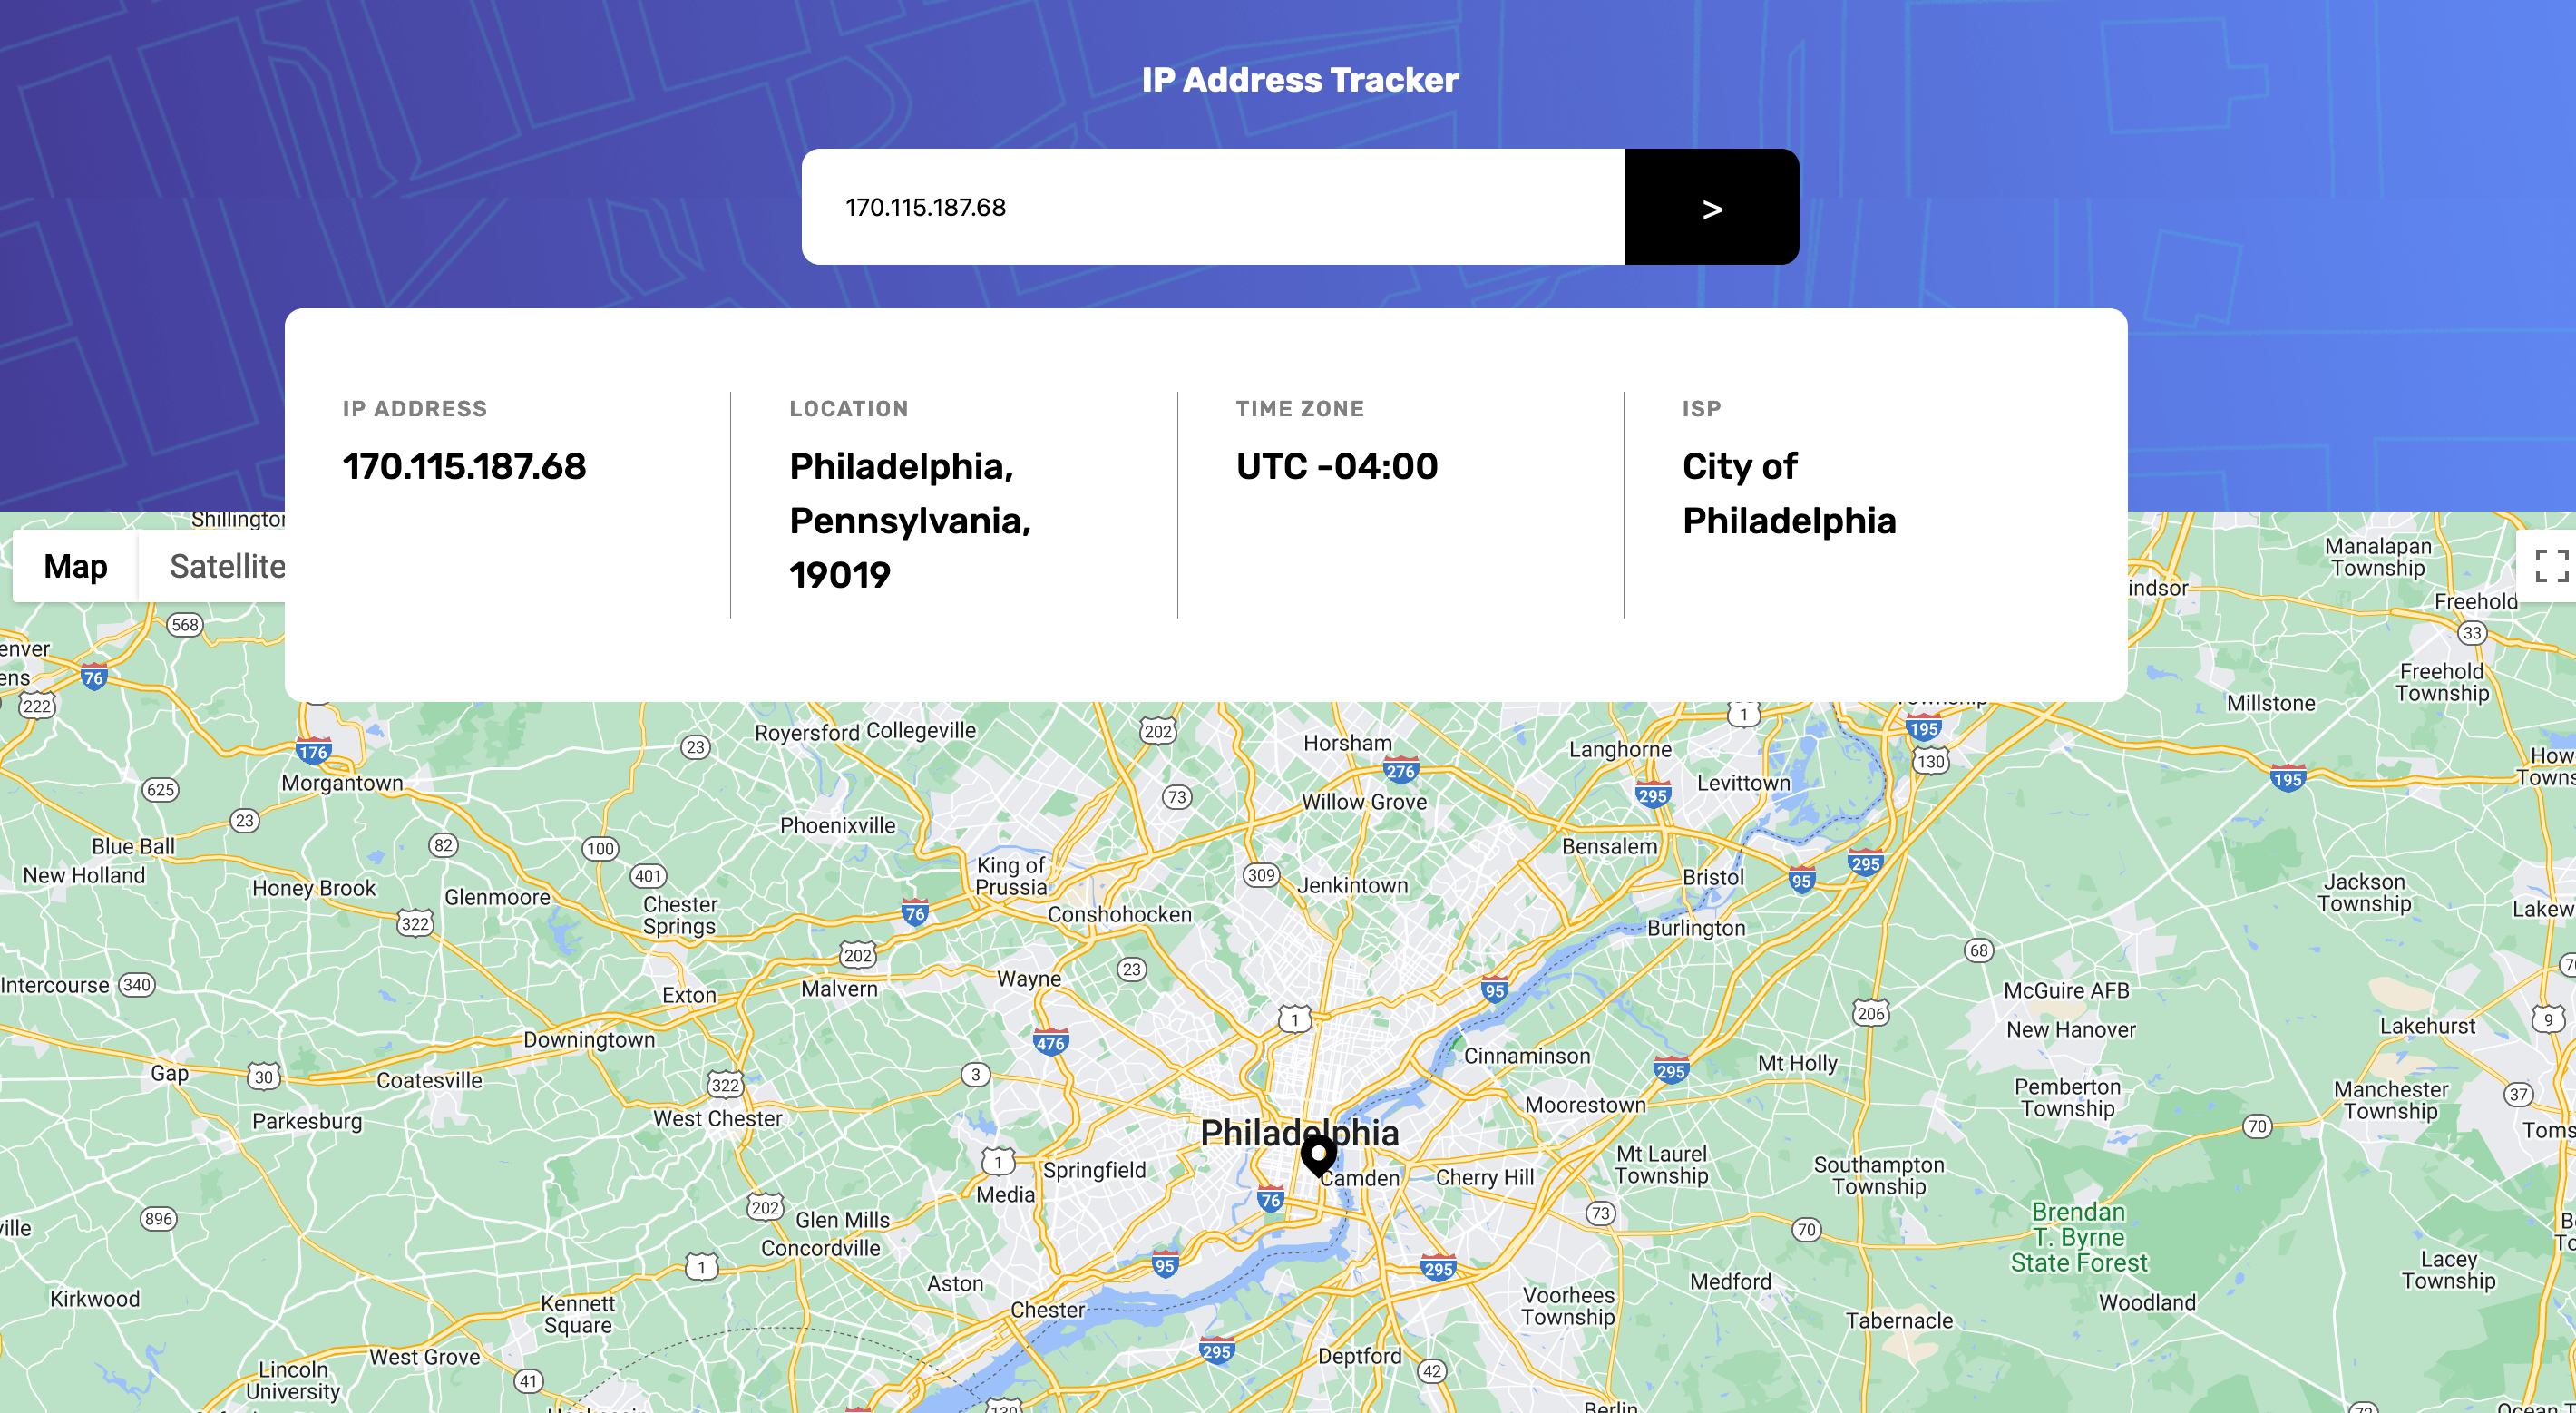 IP Address Tracker
170.115.187.68
>
IP ADDRESS
170.115.187.68
LOCATION
Philadelphia,
Pennsylvania,
19019
TIME ZONE
UTC -04:00
ISP
City of
Philadelphia
Map
Satellite
Manalapan
Township
Freehold
33
568
76
222
Freehold
Township
Millstone
176
Morgantown
23
Royersford
Collegeville
202
Horsham
276
Langhorne
1
Levittown
195
130
195
625
23
Blue Ball
New Holland
82
100
Phoenixville
73
Willow Grove
295
Bensalem
Honey Brook
Glenmoore
401
Chester
Springs
322
King of
Prussia
76
Conshohocken
309
Jenkintown
Bristol
95
295
Burlington
Jackson
Township
68
Intercourse
340
202
Malvern
Exton
Wayne
23
95
McGuire AFB
New Hanover
206
Lakehurst
9
Downingtown
476
1
Cinnaminson
295
Mt Holly
Gap
30
Coatesville
322
3
Pemberton
Township
Manchester
Township
37
Parkesburg
West Chester
Philadelphia
Moorestown
70
1
Springfield
Media
Camden
Cherry Hill
Mt Laurel
Township
Southampton
Township
76
896
202
Glen Mills
Concordville
73
70
Brendan
T. Byrne
State Forest
1
95
295
Aston
Medford
Lacey
Township
Kirkwood
Kennett
Square
Chester
Voorhees
Township
Woodland
Tabernacle
West Grove
295
Deptford
42
Lincoln
University
41
Berlin